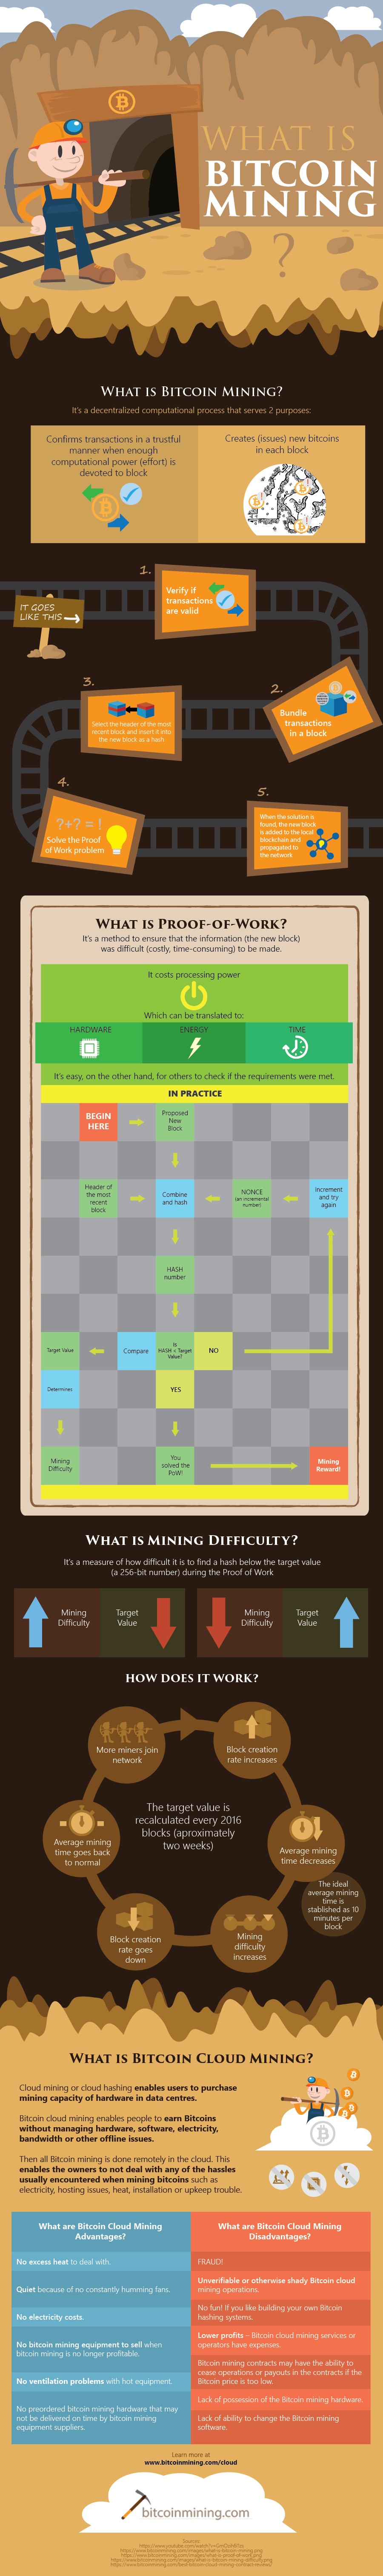 WHAT IS
BITCOIN
MINING
?
WHAT IS BITCOIN MINING?
It's a decentralized computational process that serves 2 purposes:
Confirms transactions in a trustful
manner when enough
computational power (effort) is
devoted to block
Creates (issues) new bitcoins
in each block
IT GOES
LIKE THIS
1.
Verify if
transactions
are valid
2.
Bundle
transactions
in a block
3.
Select the header of the most
recent block and insert it into
the new block as a hash
4.
?+? = !
Solve the Proof
of Work problem
5.
When the solution is
found, the new block
is added to the local
blockchain and
propagated to
the network
WHAT IS PROOF-OF-WORK?
It's a method to ensure that the information (the new block)
was difficult (costly, time-consuming) to be made.
It costs processing power
Which can be translated to:
HARDWARE
ENERGY
TIME
It's easy, on the other hand, for others to check if the requirements were met.
IN PRACTICE
BEGIN
HERE
Proposed
New
Block
Header of
the most
recent
block
Combine
and hash
NONCE
(an incremental
number)
Increment
and try
again
HASH
number
Target Value
Compare
Is
HASH < Target
Value?
NO
Determines
YES
Mining
Difficulty
You
solved the
PoW!
Mining
Reward!
WHAT IS MINING DIFFICULTY?
It's a measure of how difficult it is to find a hash below the target value
(a 256-bit number) during the Proof of Work
Mining
Difficulty
Target
Value
Mining
Difficulty
Target
Value
HOW DOES IT WORK?
More miners join
network
Block creation
rate increases
The target value is
recalculated every 2016
blocks (aproximately
two weeks)
Average mining
time goes back
to normal
Average mining
time decreases
The ideal
average mining
time is
stablished as 10
minutes per
block
Block creation
rate goes
down
Mining
difficulty
increases
WHAT IS BITCOIN CLOUD MINING?
Cloud mining or cloud hashing enables users to purchase
mining capacity of hardware in data centres.
Bitcoin cloud mining enables people to earn Bitcoins
without managing hardware, software, electricity,
bandwidth or other offline issues.
Then all Bitcoin mining is done remotely in the cloud. This
enables the owners to not deal with any of the hassles
usually encountered when mining bitcoins such as
electricity, hosting issues, heat, installation or upkeep trouble.
What are Bitcoin Cloud Mining
Advantages?
No excess heat to deal with.
Quiet because of no constantly humming fans.
No electricity costs.
No bitcoin mining equipment to sell when
bitcoin mining is no longer profitable.
No ventilation problems with hot equipment.
No preordered bitcoin mining hardware that may
not be delivered on time by bitcoin mining
equipment suppliers.
What are Bitcoin Cloud Mining
Disadvantages?
FRAUD!
Unverifiable or otherwise shady Bitcoin cloud
mining operations.
No fun! If you like building your own Bitcoin
hashing systems.
Lower profits – Bitcoin cloud mining services or
operators have expenses.
Bitcoin mining contracts may have the ability to
cease operations or payouts in the contracts if the
Bitcoin price is too low.
Lack of possession of the Bitcoin mining hardware.
Lack of ability to change the Bitcoin mining
software.
Learn more at
www.bitcoinmining.com/cloud
bitcoinmining.com
Sources: